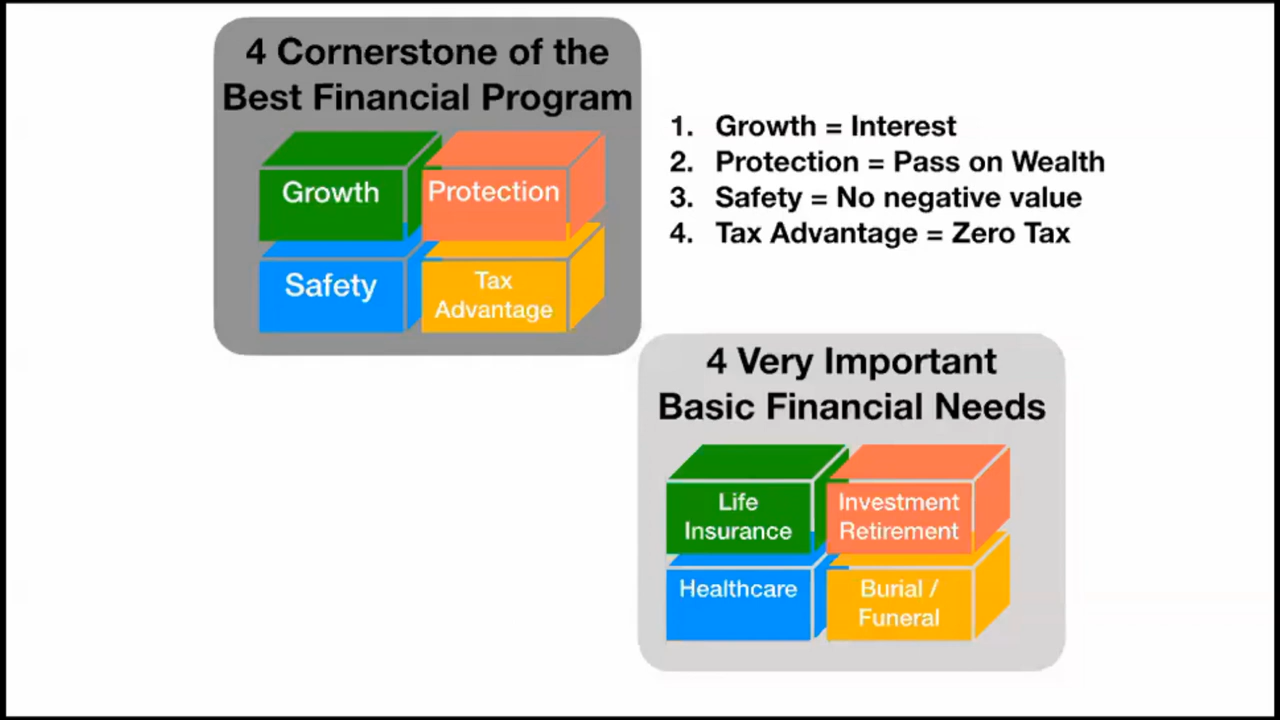 4 Cornerstone of the
Best Financial Program
Growth
Protection
Safety
Tax
Advantage
1. Growth = Interest
2. Protection = Pass on Wealth
3. Safety = No negative value
4. Tax Advantage = Zero Tax
4 Very Important
Basic Financial Needs
Life
Insurance
Investment
Retirement
Healthcare
Burial /
Funeral